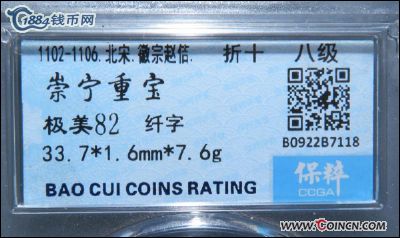 1884钱币网
1102-1106.北宋.徽宗赵佶. 折十 八级
崇宁重宝
极美82 纤字
33.7*1.6mm*7.6g
B0922B7118
保粹
CCGA
BAO CUI COINS RATING
www.GOINCN.com